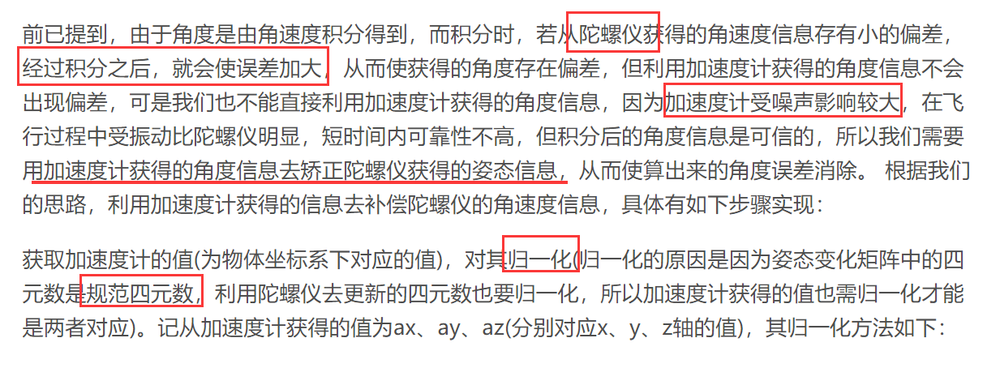 前已提到，由于角度是由角速度积分得到，而积分时，若从陀螺仪获得的角速度信息存有小的偏差，
经过积分之后，就会使误差加大，从而使获得的角度存在偏差，但利用加速度计获得的角度信息不会
出现偏差，可是我们也不能直接利用加速度计获得的角度信息，因为加速度计受噪声影响较大，在飞
行过程中受振动比陀螺仪明显，短时间内可靠性不高，但积分后的角度信息是可信的，所以我们需要
用加速度计获得的角度信息去矫正陀螺仪获得的姿态信息，从而使算出来的角度误差消除。 根据我们
的思路，利用加速度计获得的信息去补偿陀螺仪的角速度信息，具体有如下步骤实现：
获取加速度计的值(为物体坐标系下对应的值)，对其归一化(归一化的原因是因为姿态变化矩阵中的四
元数是规范四元数，利用陀螺仪去更新的四元数也要归一化，所以加速度计获得的值也需归一化才能
是两者对应)。记从加速度计获得的值为ax、ay、az(分别对应x、y、z轴的值)，其归一化方法如下：